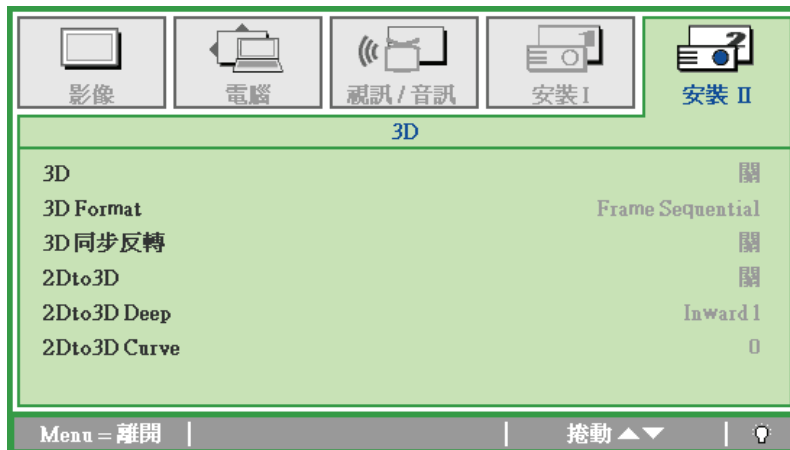 影像 電腦 視訊 / 音訊 安裝 I 安裝 II
3D
3D 關
3D Format Frame Sequential
3D 同步反轉 關
2Dto3D 關
2Dto3D Deep Inward 1
2Dto3D Curve 0
Menu = 離開 捲動 ▲▼